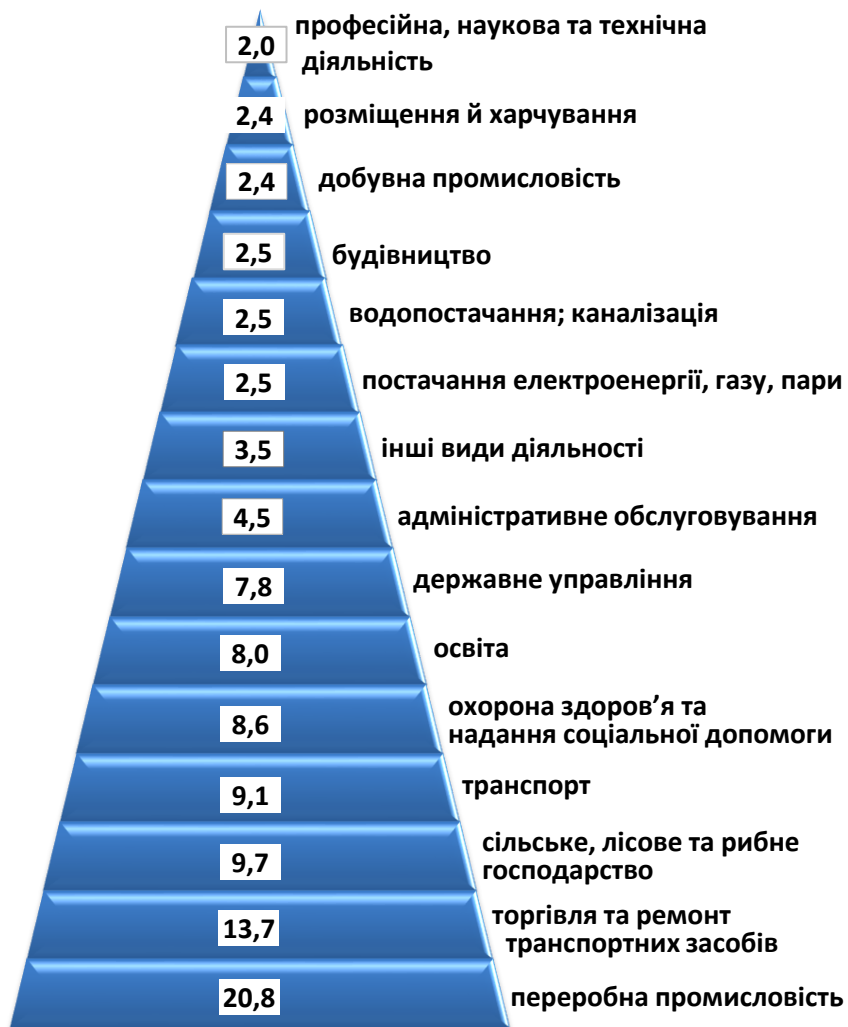 професійна, наукова та технічна
2,0
діяльність
2,4 розміщення й харчування
2,4 добувна промисловість
2,5 будівництво
2,5 водопостачання; каналізація
2,5 постачання електроенергії, газу, пари
3,5 інші види діяльності
4,5 адміністративне обслуговування
7,8 державне управління
8,0 освіта
охорона здоров’я та
8,6 надання соціальної допомоги
9,1 транспорт
сільське, лісове та рибне
9,7 господарство
торгівля та ремонт
13,7 транспортних засобів
20,8 переробна промисловість